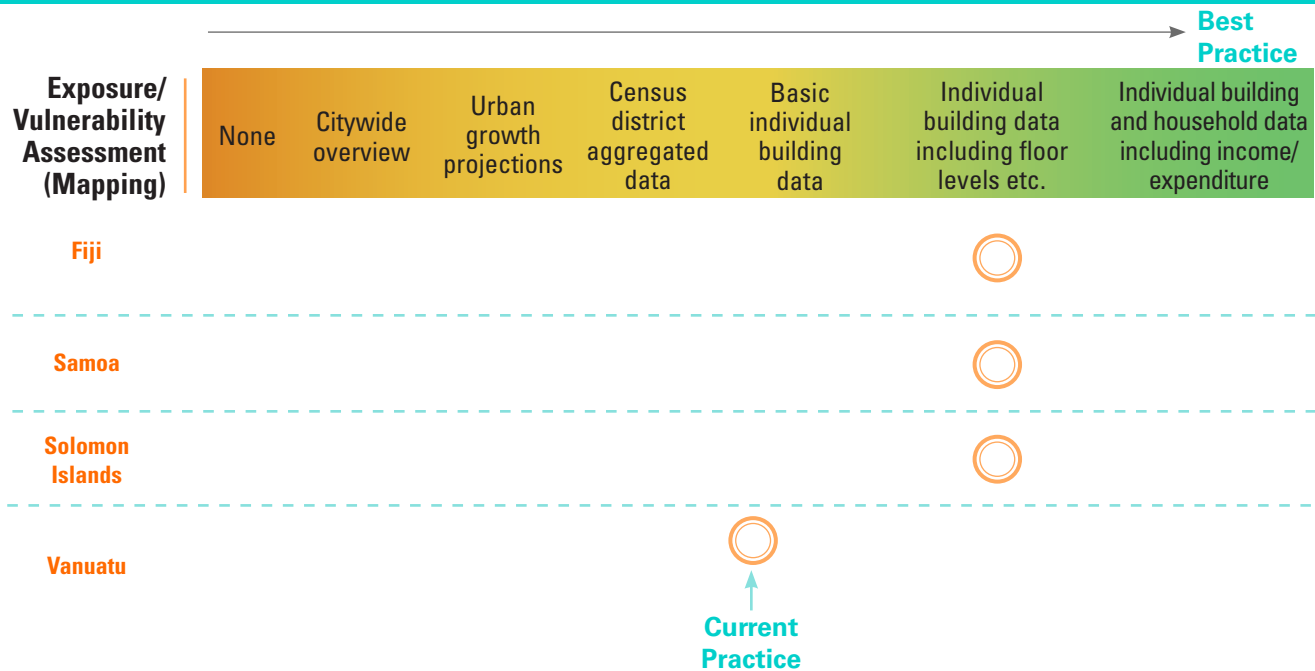 Best
Practice
Exposure/
Vulnerability
Assessment
(Mapping)
None
Citywide
overview
Urban
growth
projections
Census
district
aggregated
data
Basic
individual
building
data
Individual
building data
including floor
levels etc.
Individual building
and household data
including income/
expenditure
Fiji
Samoa
Solomon
Islands
Vanuatu
Current
Practice